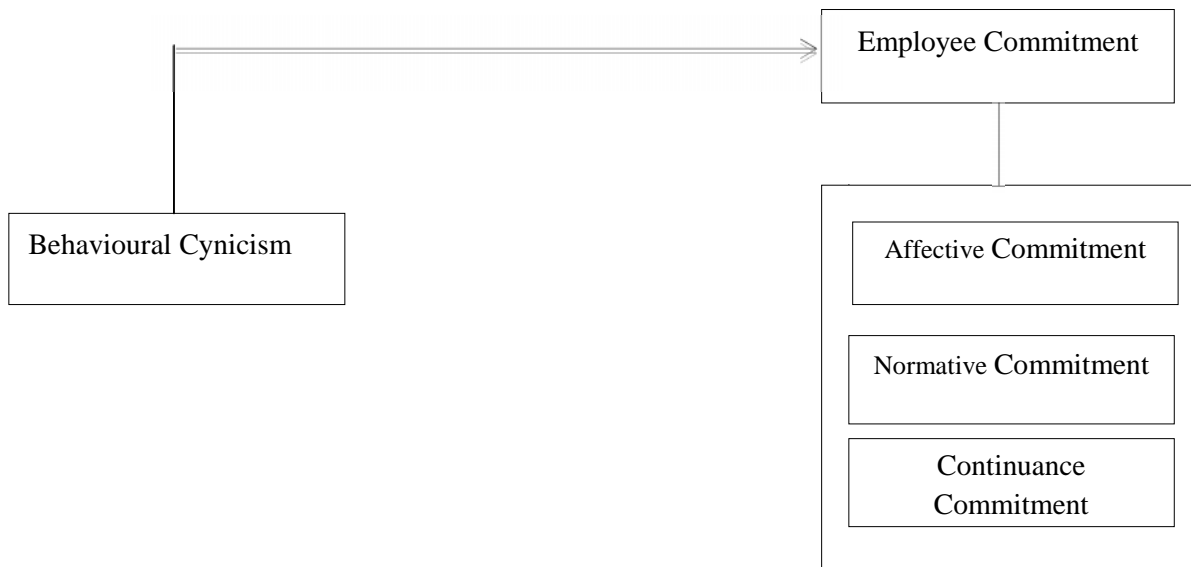 Employee Commitment
Behavioural Cynicism
Affective Commitment
Normative Commitment
Continuance
Commitment